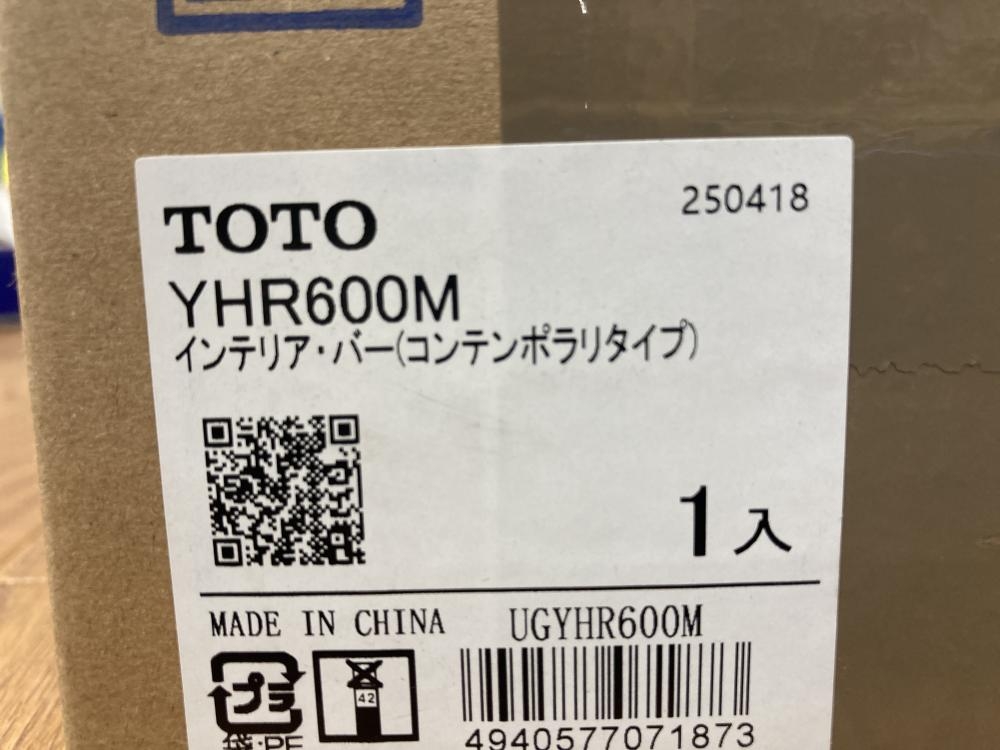 TOTO
250418
YHR600M
インテリア・バー(コンテンポラリタイプ)
1入
MADE IN CHINA
UGYHR600M
プラ
42
袋:PE
4940577071873